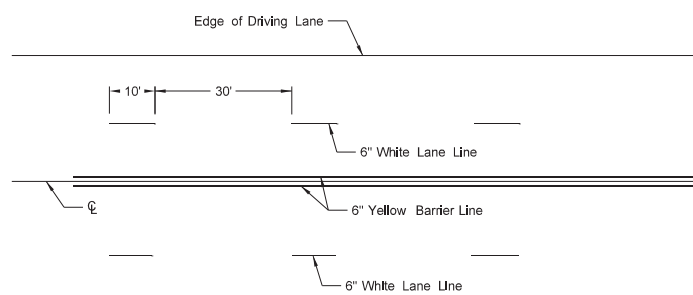 Edge of Driving Lane
10' 30'
6" White Lane Line
℄
6" Yellow Barrier Line
6" White Lane Line